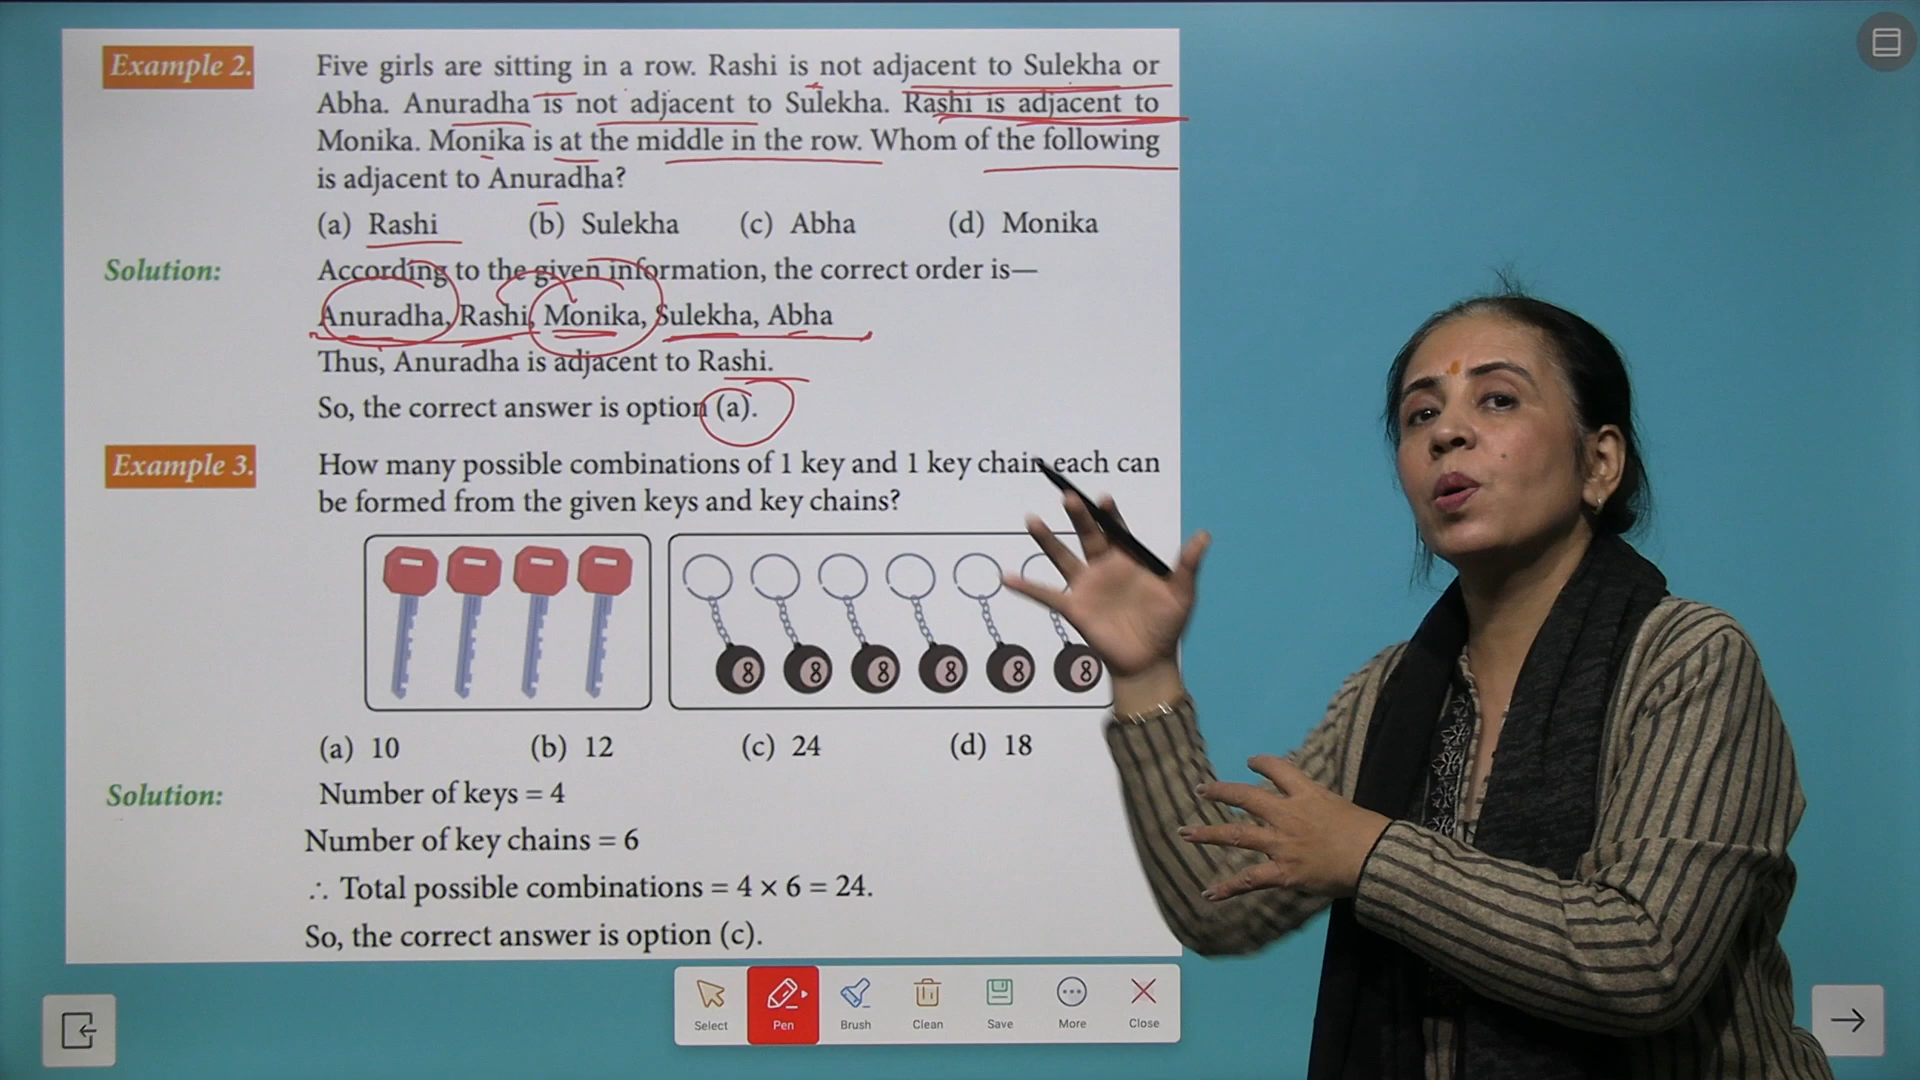 Example 2. Five girls are sitting in a row. Rashi is not adjacent to Sulekha or
Abha. Anuradha is not adjacent to Sulekha. Rashi is adjacent to
Monika. Monika is at the middle in the row. Whom of the following
is adjacent to Anuradha?
(a) Rashi (b) Sulekha (c) Abha (d) Monika
Solution: According to the given information, the correct order is—
Anuradha, Rashi, Monika, Sulekha, Abha
Thus, Anuradha is adjacent to Rashi.
So, the correct answer is option (a).
Example 3. How many possible combinations of 1 key and 1 key chain each can
be formed from the given keys and key chains?
8 8 8 8 8 8
(a) 10 (b) 12 (c) 24 (d) 18
Solution: Number of keys = 4
Number of key chains = 6
∴ Total possible combinations = 4 × 6 = 24.
So, the correct answer is option (c).
Select Pen Brush Clean Save More Close